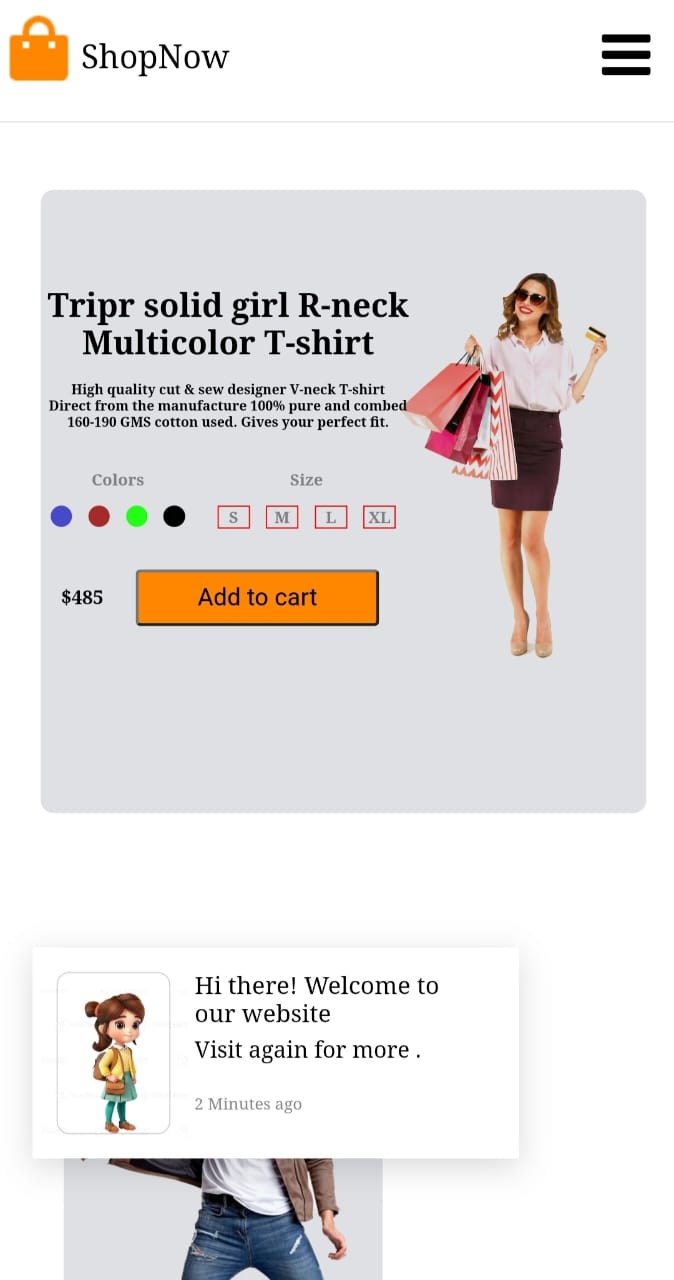 ShopNow
Tripr solid girl R-neck
Multicolor T-shirt
High quality cut & sew designer V-neck T-shirt
Direct from the manufacture 100% pure and combed
160-190 GMS cotton used. Gives your perfect fit.
Colors Size
S M L XL
$485 Add to cart
Hi there! Welcome to
our website
Visit again for more .
2 Minutes ago